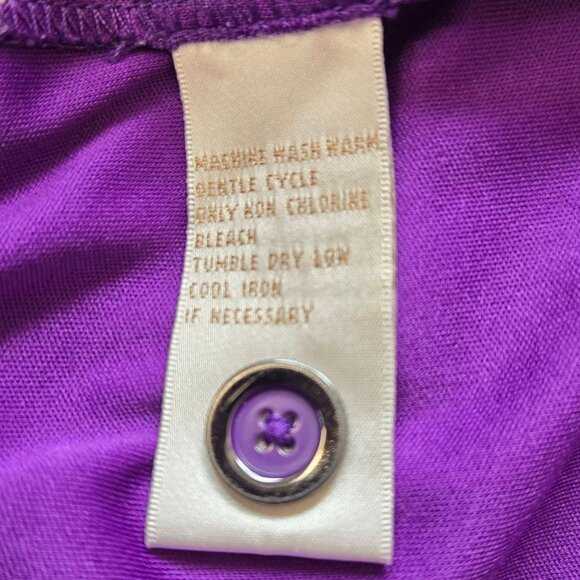 MACHINE WASH WARM
GENTLE CYCLE
ONLY NON CHLORINE
BLEACH
TUMBLE DRY LOW
COOL IRON
IF NECESSARY